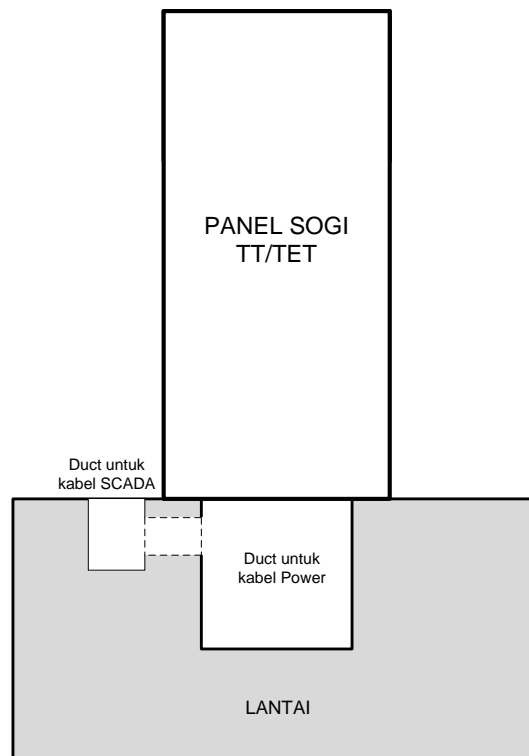 PANEL SOGI
TT/TET
Duct untuk
kabel SCADA
Duct untuk
kabel Power
LANTAI